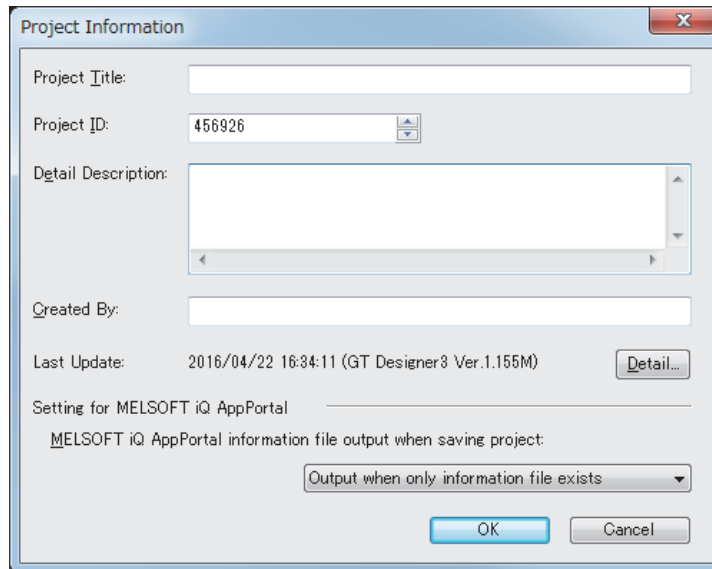 Project Information
Project Title:
Project ID: 456926
Detail Description:
Created By:
Last Update: 2016/04/22 16:34:11 (GT Designer3 Ver.1.155M) Detail...
Setting for MELSOFT iQ AppPortal
MELSOFT iQ AppPortal information file output when saving project:
Output when only information file exists
OK Cancel